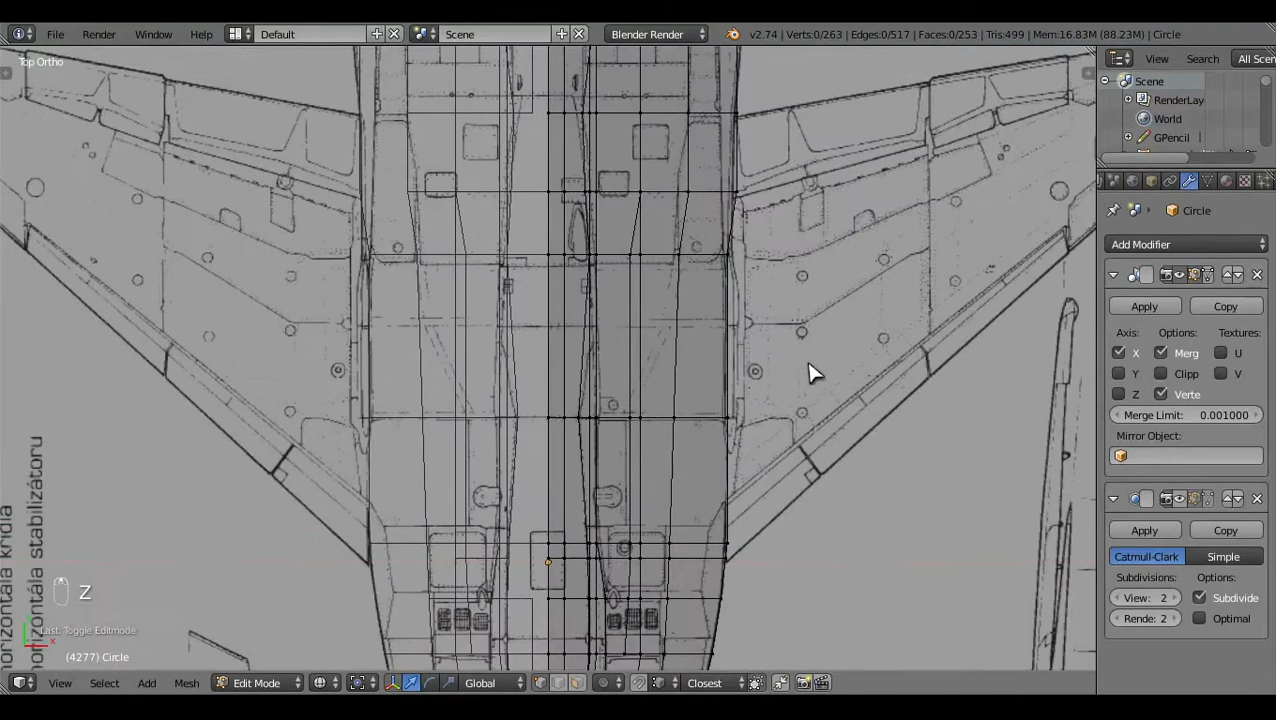 File Render Window Help Default Scene Blender Render v2.74 | Verts:0/263 | Edges:0/517 | Faces:0/253 | Tris:499 | Mem:16.83M (88.23M) | Circle
Top Ortho
View Search All Scen
Scene
RenderLay
World
GPencil
Circle
Add Modifier
Apply Copy
Axis: Options: Textures:
X Merg U
Y Clipp V
Z Verte
Merge Limit: 0.001000
Mirror Object:
Apply Copy
Catmull-Clark Simple
Subdivisions: Options:
View: 2 Subdivide
Rende: 2 Optimal
horizontála krídla
horizontála stabilizátoru
Z
Last: Toggle Editmode
x
(4277) Circle
View Select Add Mesh Edit Mode Global Closest